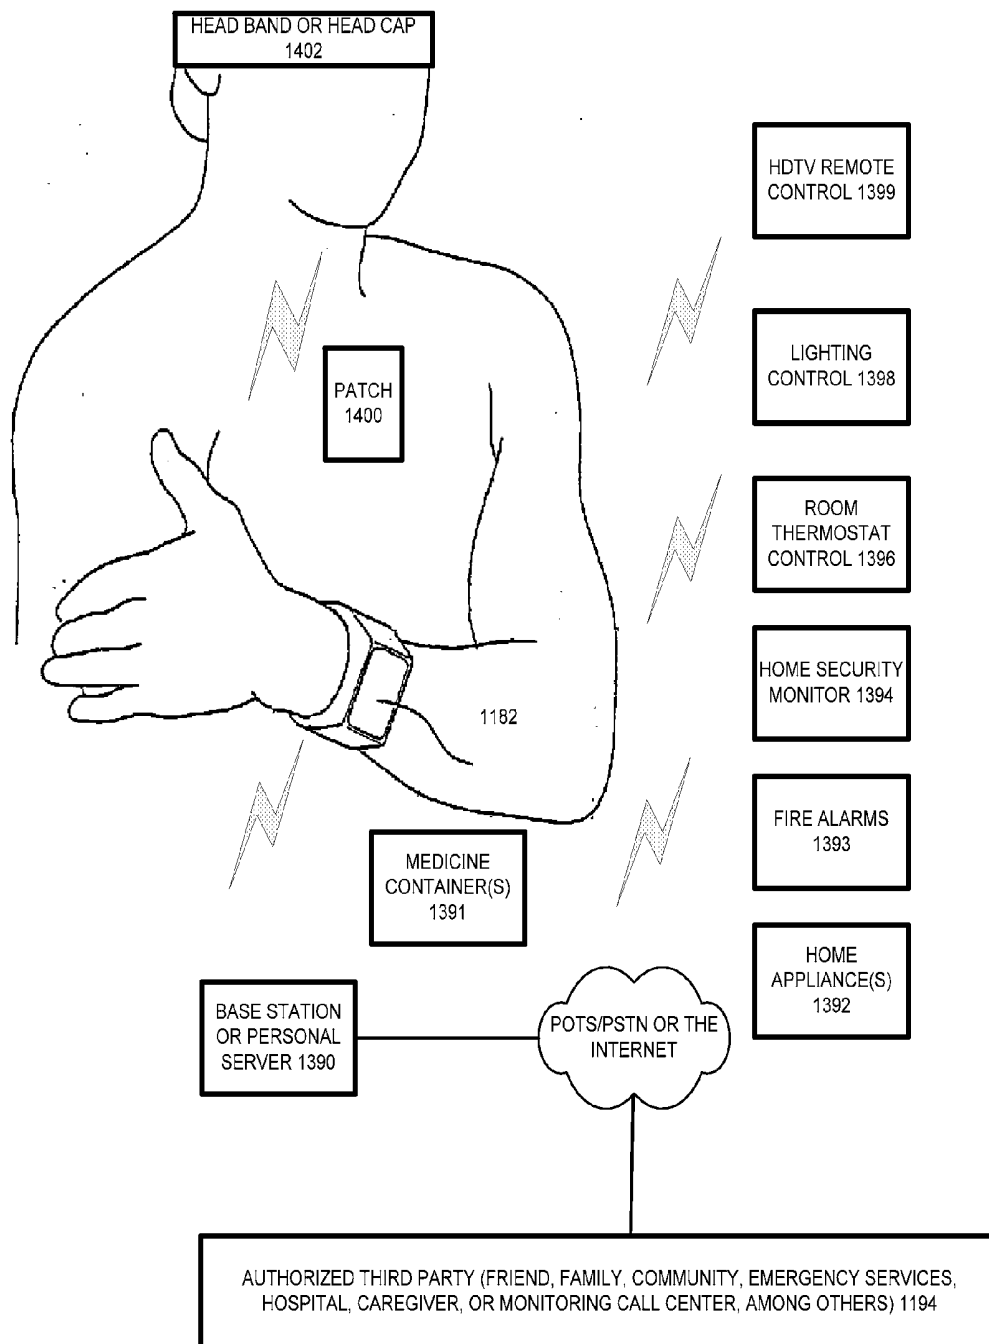 HEAD BAND OR HEAD CAP
1402
HDTV REMOTE
CONTROL 1399
LIGHTING
CONTROL 1398
PATCH
1400
ROOM
THERMOSTAT
CONTROL 1396
HOME SECURITY
MONITOR 1394
1182
FIRE ALARMS
1393
MEDICINE
CONTAINER(S)
1391
HOME
APPLIANCE(S)
1392
BASE STATION
OR PERSONAL
SERVER 1390
POTS/PSTN OR THE
INTERNET
AUTHORIZED THIRD PARTY (FRIEND, FAMILY, COMMUNITY, EMERGENCY SERVICES,
HOSPITAL, CAREGIVER, OR MONITORING CALL CENTER, AMONG OTHERS) 1194